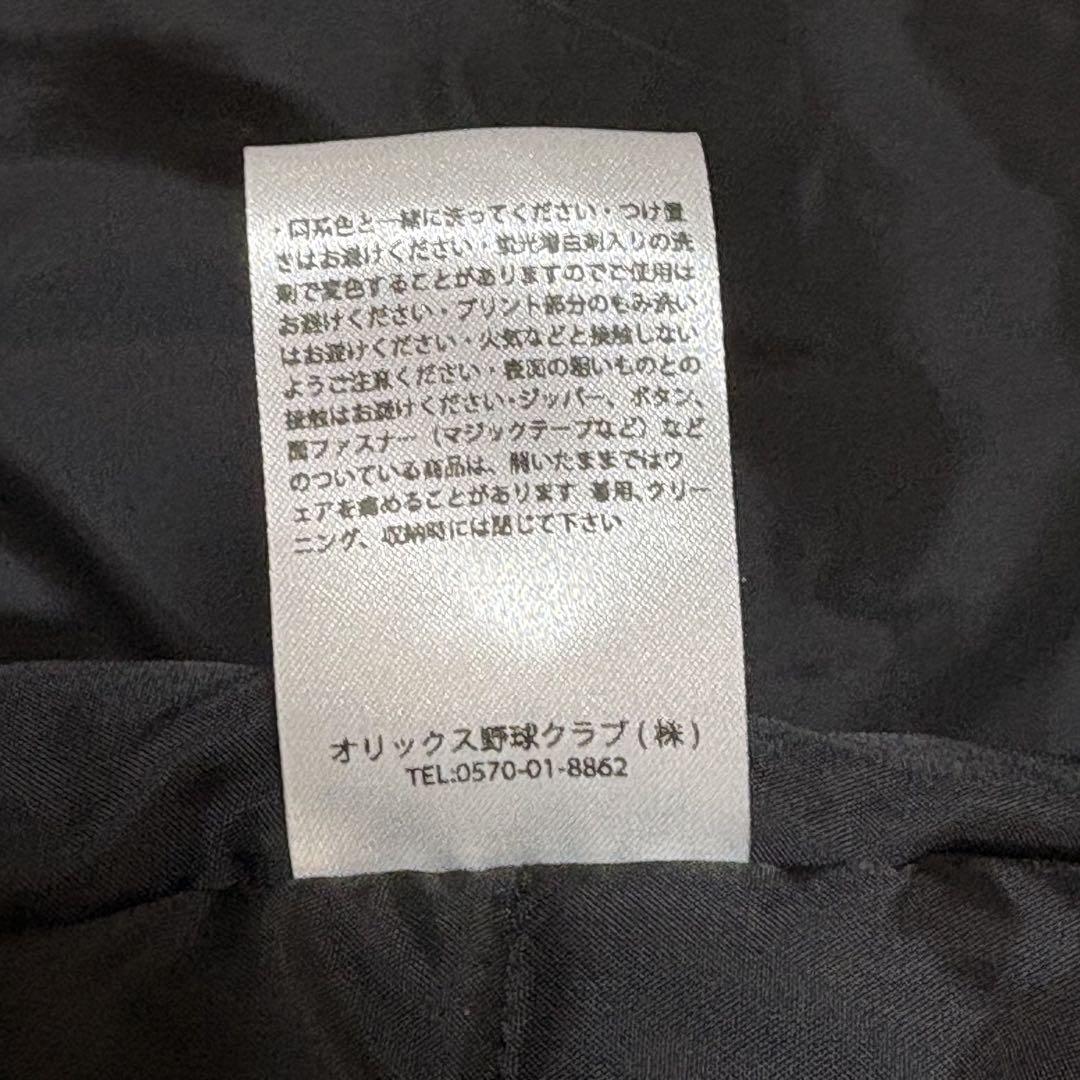 ・同系色と一緒に洗ってください・つけ置
きはお避けください・蛍光増白剤入りの洗
剤で変色することがありますのでご使用は
お避けください・プリント部分のもみ洗い
はお避けください・火気などと接触しない
ようご注意ください・表面の粗いものとの
接触はお避けください・ジッパー、ボタン、
面ファスナー（マジックテープなど）など
のついている商品は、開いたままではウ
ェアを痛めることがあります 着用、クリー
ニング、収納時には閉じて下さい
オリックス野球クラブ(株)
TEL:0570-01-8862